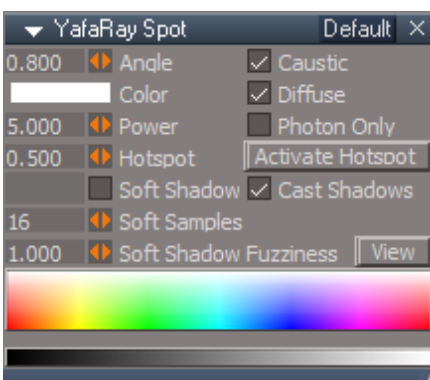 YafaRay Spot Default
0.800 Angle Caustic
Color Diffuse
5.000 Power Photon Only
0.500 Hotspot Activate Hotspot
Soft Shadow Cast Shadows
16 Soft Samples
1.000 Soft Shadow Fuzziness View